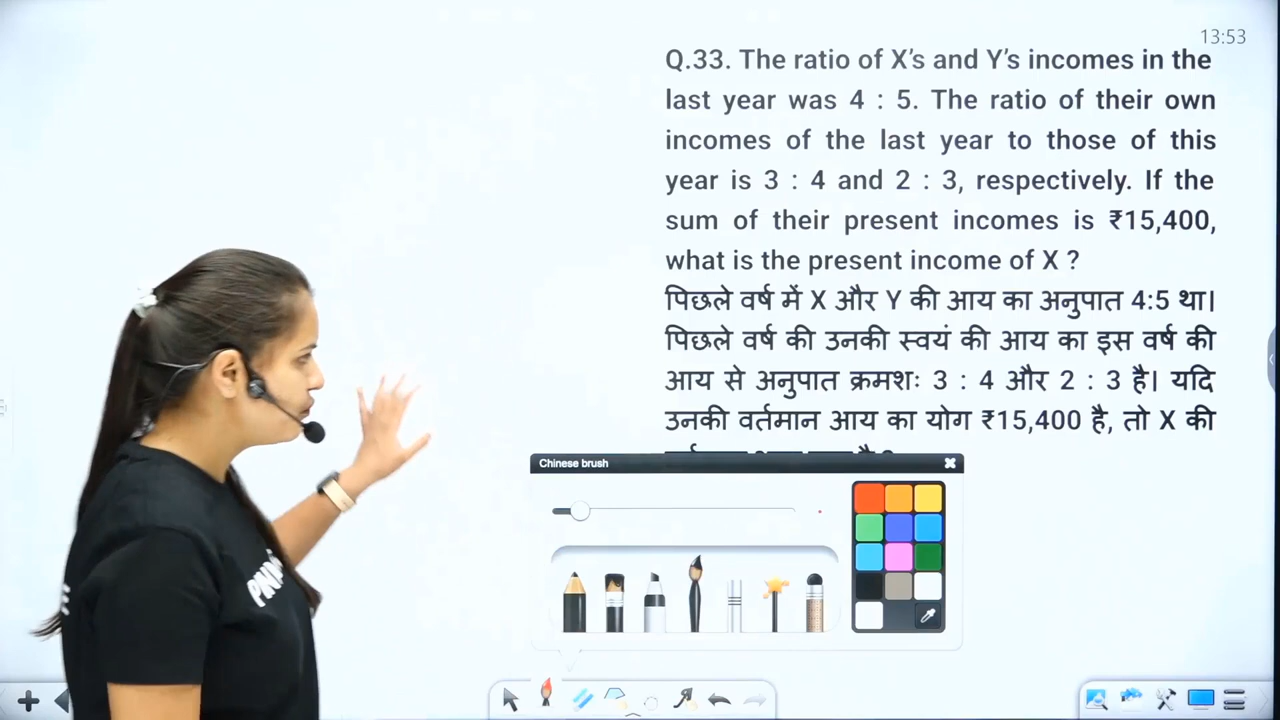 13:53
Q.33. The ratio of X's and Y's incomes in the
last year was 4 : 5. The ratio of their own
incomes of the last year to those of this
year is 3 : 4 and 2 : 3, respectively. If the
sum of their present incomes is ₹15,400,
what is the present income of X ?
पिछले वर्ष में X और Y की आय का अनुपात 4:5 था।
पिछले वर्ष की उनकी स्वयं की आय का इस वर्ष की
आय से अनुपात क्रमशः 3 : 4 और 2 : 3 है। यदि
उनकी वर्तमान आय का योग ₹15,400 है, तो X की
Chinese brush